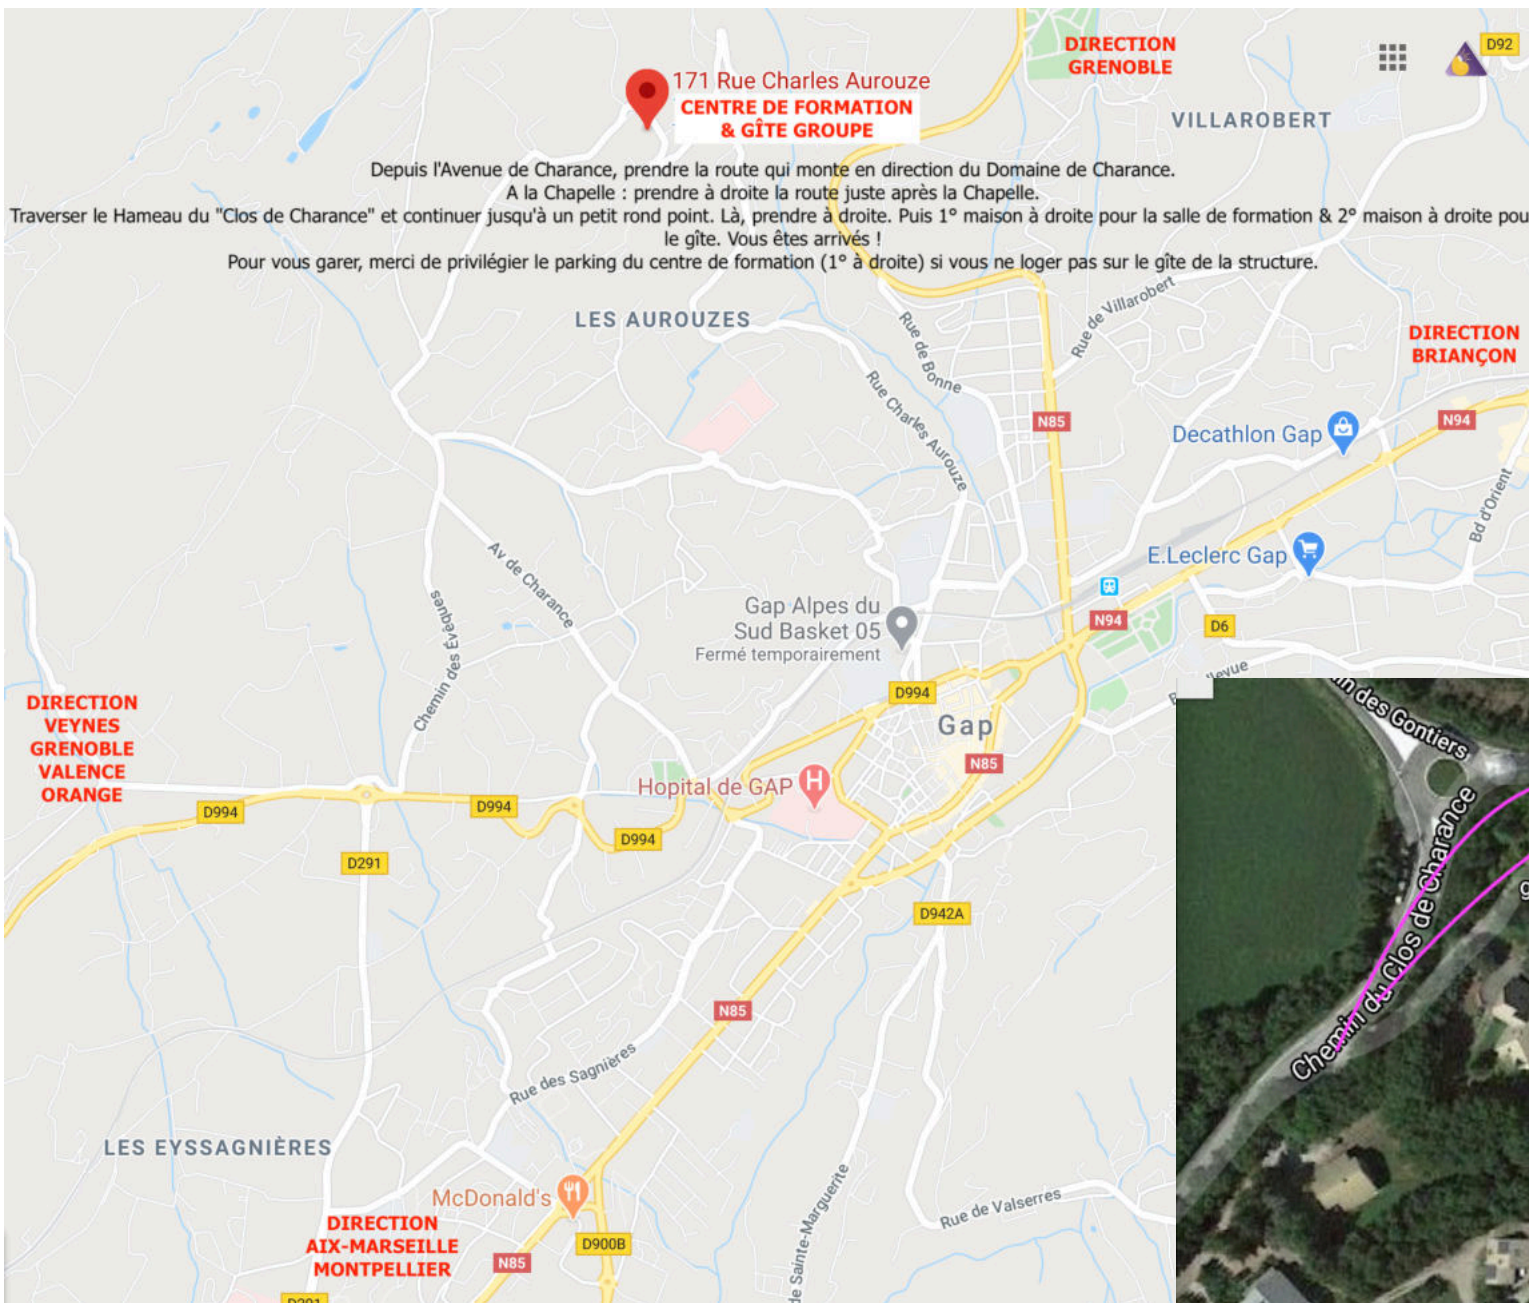 DIRECTION
GRENOBLE
D92
171 Rue Charles Aurouze
CENTRE DE FORMATION
& GÎTE GROUPE
VILLAROBERT
Depuis l'Avenue de Charance, prendre la route qui monte en direction du Domaine de Charance.
A la Chapelle : prendre à droite la route juste après la Chapelle.
Traverser le Hameau du "Clos de Charance" et continuer jusqu'à un petit rond point. Là, prendre à droite. Puis 1° maison à droite pour la salle de formation & 2° maison à droite pou
le gîte. Vous êtes arrivés !
Pour vous garer, merci de privilégier le parking du centre de formation (1° à droite) si vous ne loger pas sur le gîte de la structure.
LES AUROUZES
Rue de Villarobert
Rue de Bonne
DIRECTION
BRIANÇON
Rue Charles Aurouze
N85
N94
Decathlon Gap
Bd d'Orient
E.Leclerc Gap
Av de Charance
Chemin des Évêques
Gap Alpes du
Sud Basket 05
Fermé temporairement
N94
D6
llevue
D994
Gap
DIRECTION
VEYNES
GRENOBLE
VALENCE
ORANGE
N85
in des Gontiers
Hopital de GAP
H
D994
D994
D994
D291
Chemin du Clos de Charance
g
D942A
N85
Rue des Sagnières
LES EYSSAGNIÈRES
McDonald's
Rue de Valserres
de Sainte-Marguerite
DIRECTION
AIX-MARSEILLE
MONTPELLIER
D900B
N85
D291